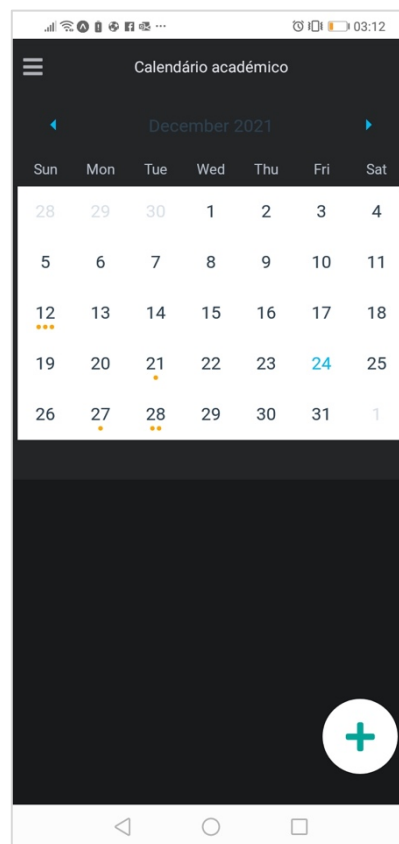 03:12
Calendário académico
December 2021
Sun Mon Tue Wed Thu Fri Sat
28 29 30 1 2 3 4
5 6 7 8 9 10 11
12 13 14 15 16 17 18
19 20 21 22 23 24 25
26 27 28 29 30 31 1